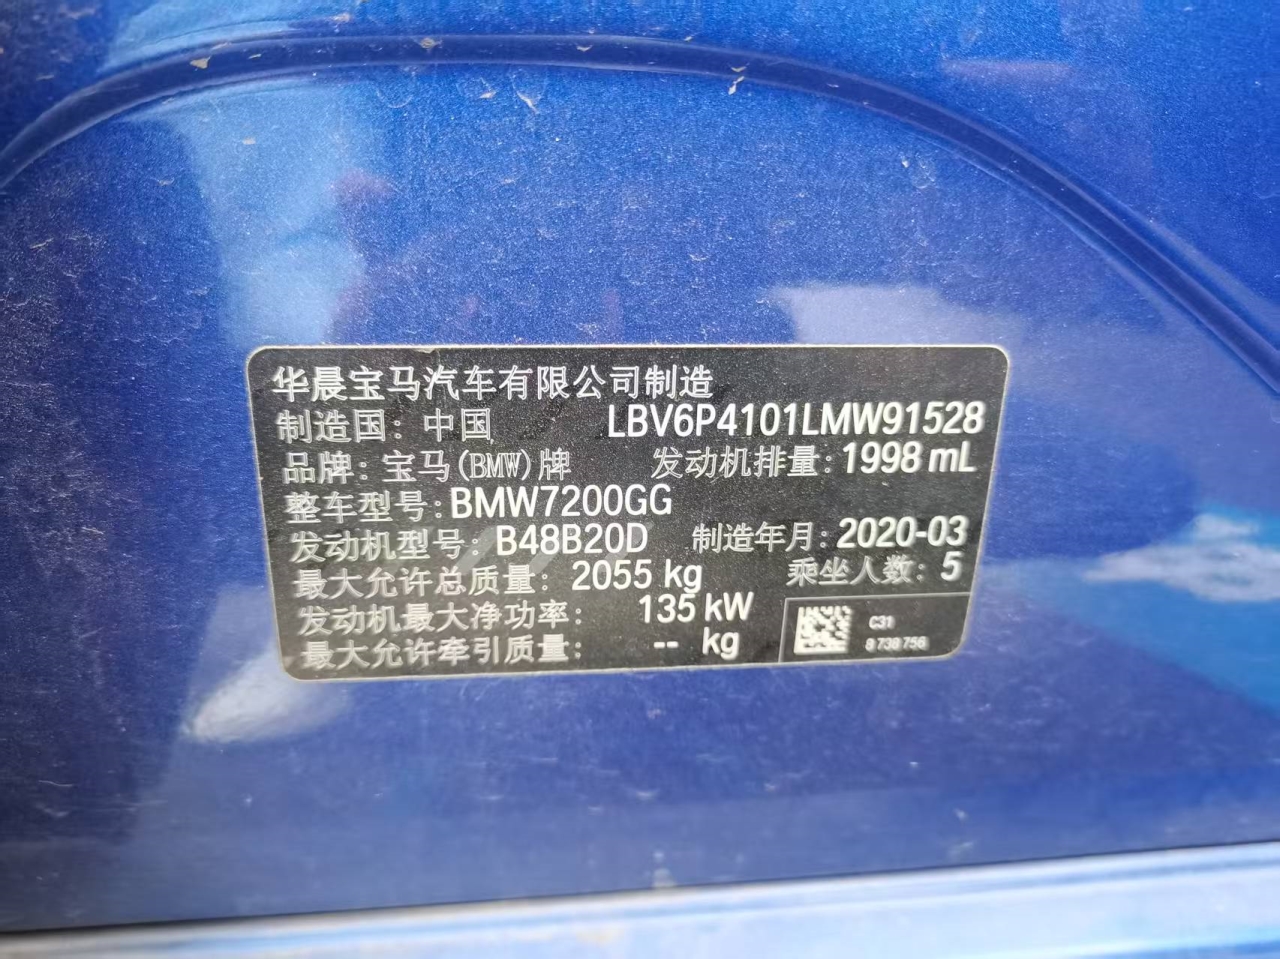 华晨宝马汽车有限公司制造
制造国：中国 LBV6P4101LMW91528
品牌：宝马(BMW)牌 发动机排量：1998 mL
整车型号：BMW7200GG
发动机型号：B48B20D 制造年月：2020-03
最大允许总质量：2055 kg 乘坐人数：5
发动机最大净功率：135 kW
最大允许牵引质量：-- kg
C31
8 738 756